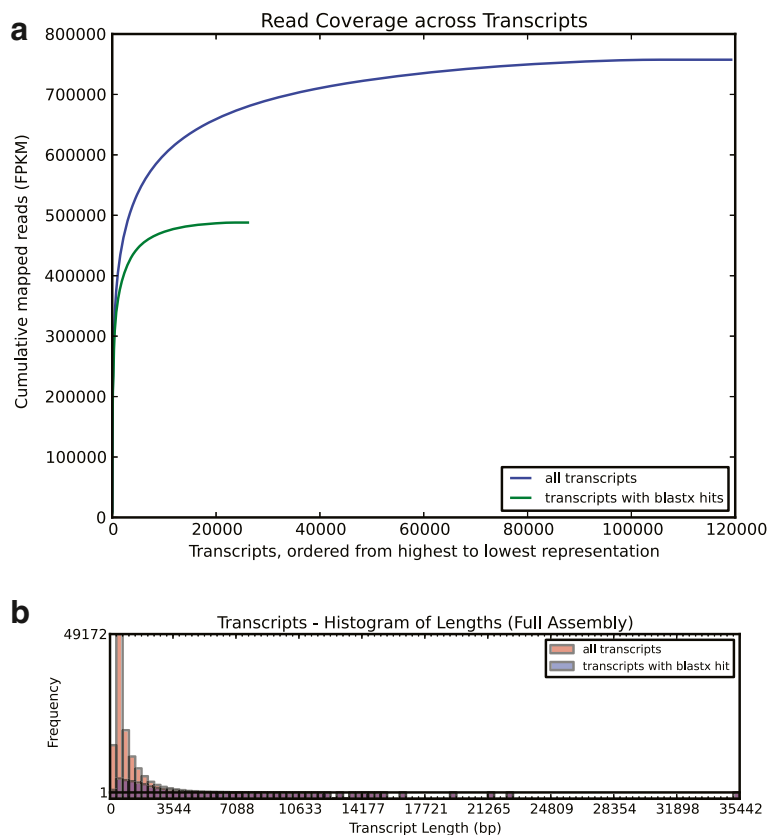 a
Read Coverage across Transcripts
800000
700000
600000
500000
400000
300000
200000
100000
0
Cumulative mapped reads (FPKM)
all transcripts
transcripts with blastx hits
0 20000 40000 60000 80000 100000 120000
Transcripts, ordered from highest to lowest representation
b
Transcripts - Histogram of Lengths (Full Assembly)
49172
1
Frequency
all transcripts
transcripts with blastx hit
0 3544 7088 10633 14177 17721 21265 24809 28354 31898 35442
Transcript Length (bp)